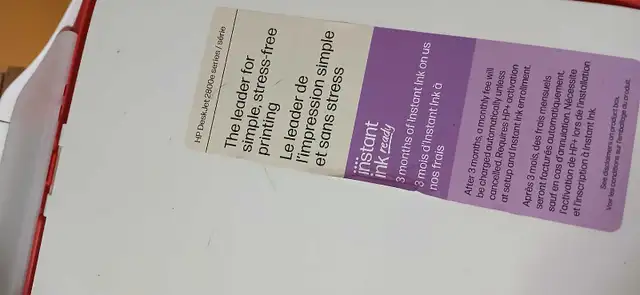 HP DeskJet 2800e series / série
The leader for
simple, stress-free
printing
Le leader de
l'impression simple
et sans stress
instant
ink ready
3 months of Instant Ink on us
3 mois d'Instant Ink à
nos frais
After 3 months, a monthly fee will
be charged automatically unless
cancelled. Requires HP+ activation
at setup and Instant Ink enrollment.
Après 3 mois, des frais mensuels
seront facturés automatiquement,
sauf en cas d'annulation. Nécessite
l'activation de HP+ lors de l'installation
et l'inscription à Instant Ink
See disclaimers on product box.
Voir les conditions sur l'emballage du produit.